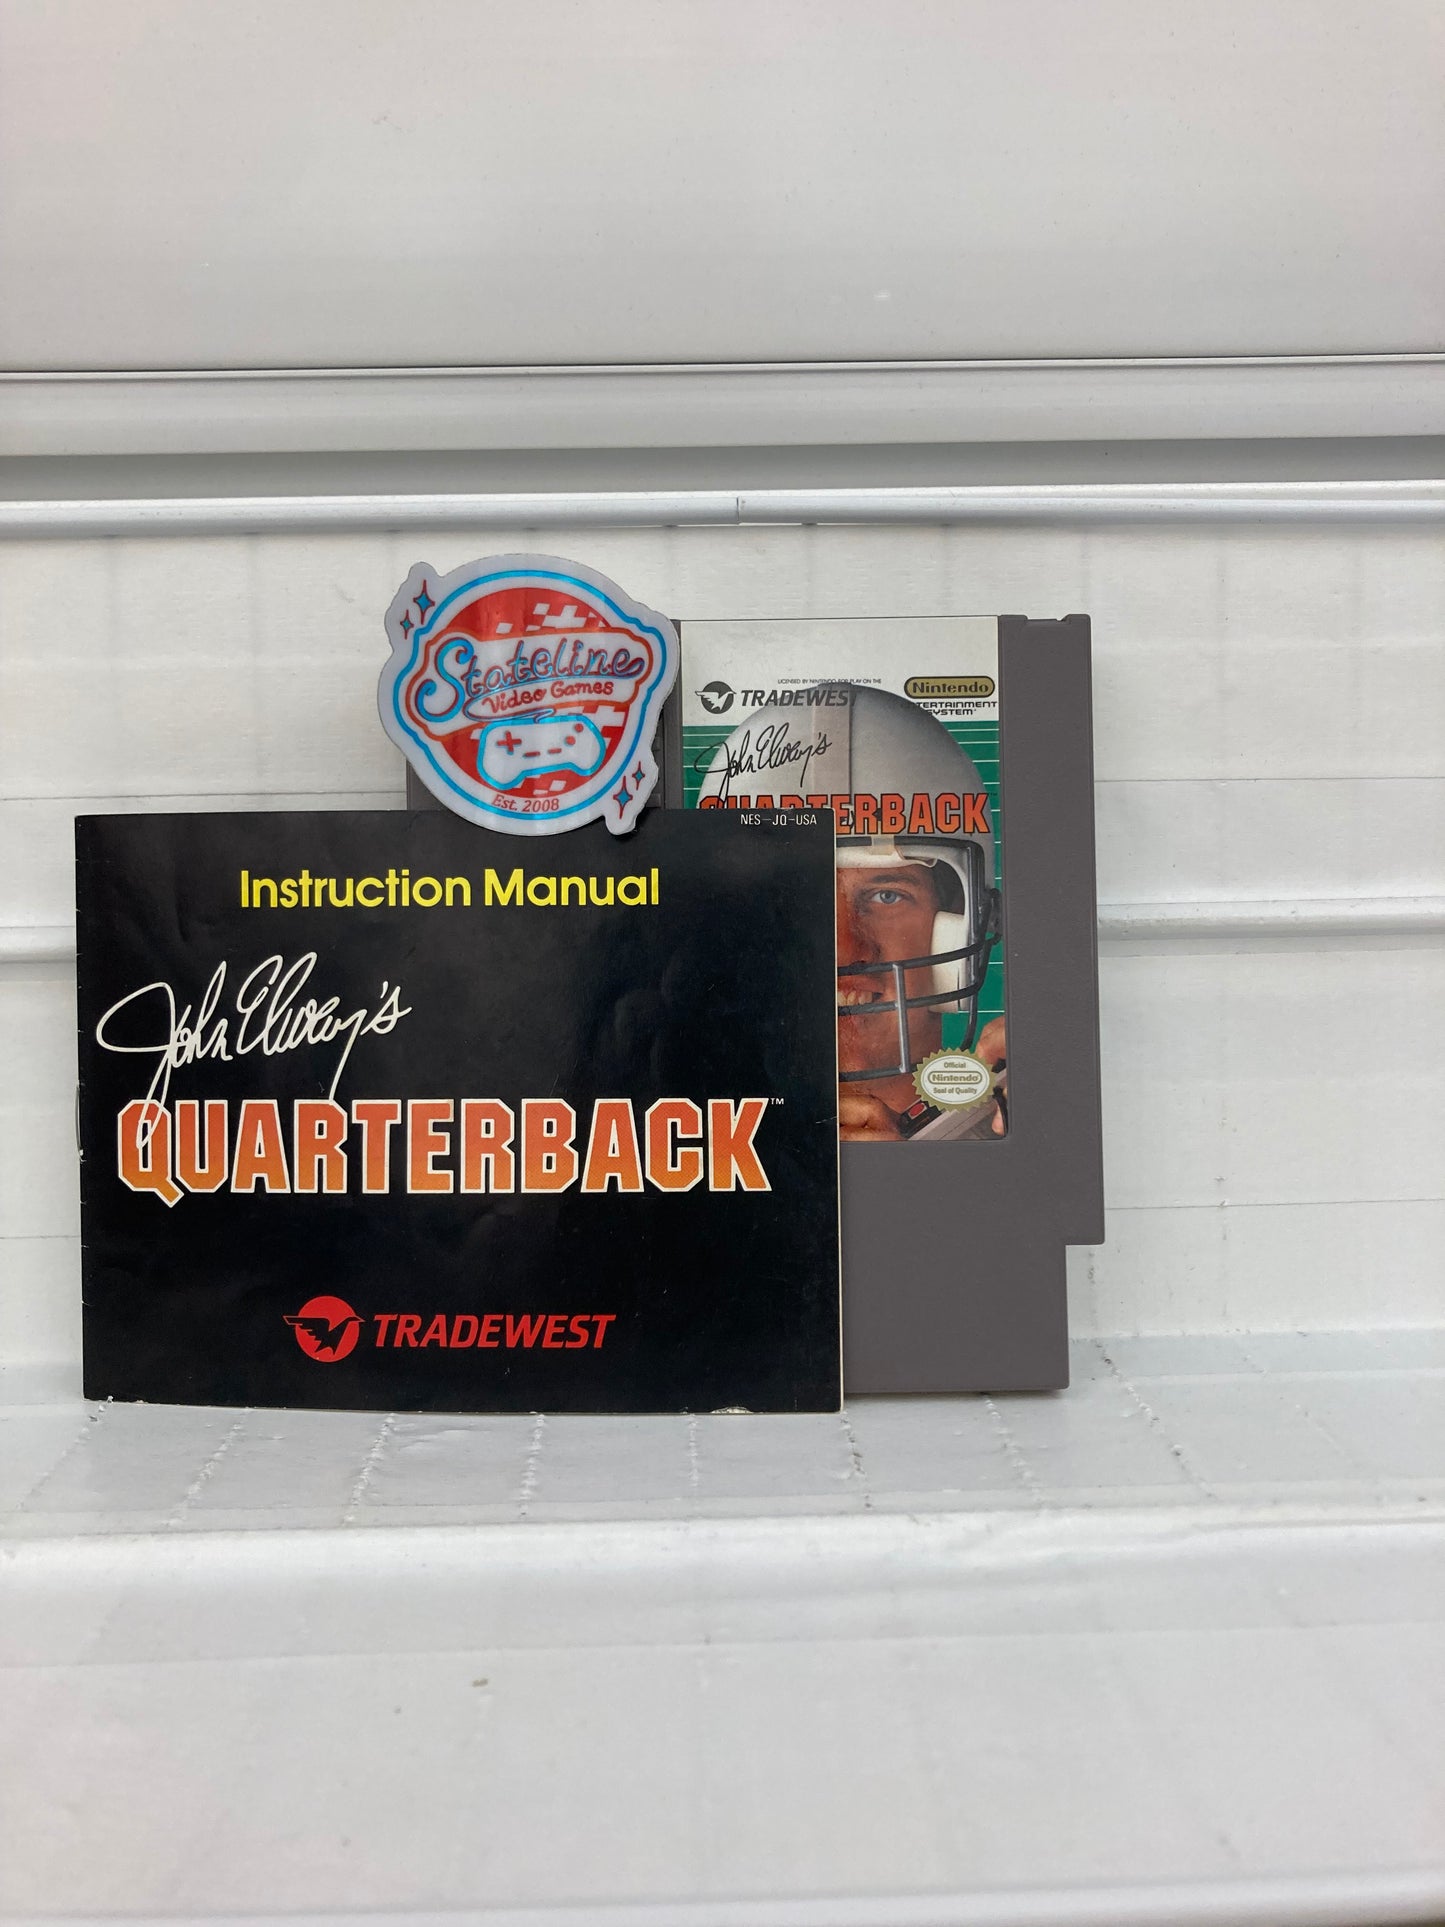 Stateline
Video Games
Est. 2008
LICENSED BY NINTENDO FOR PLAY ON THE
TRADEWEST
Nintendo
ENTERTAINMENT
SYSTEM™
John Elway's
QUARTERBACK
Official
Nintendo
Seal of Quality
NES-JQ-USA
Instruction Manual
John Elway's
QUARTERBACK™
TRADEWEST